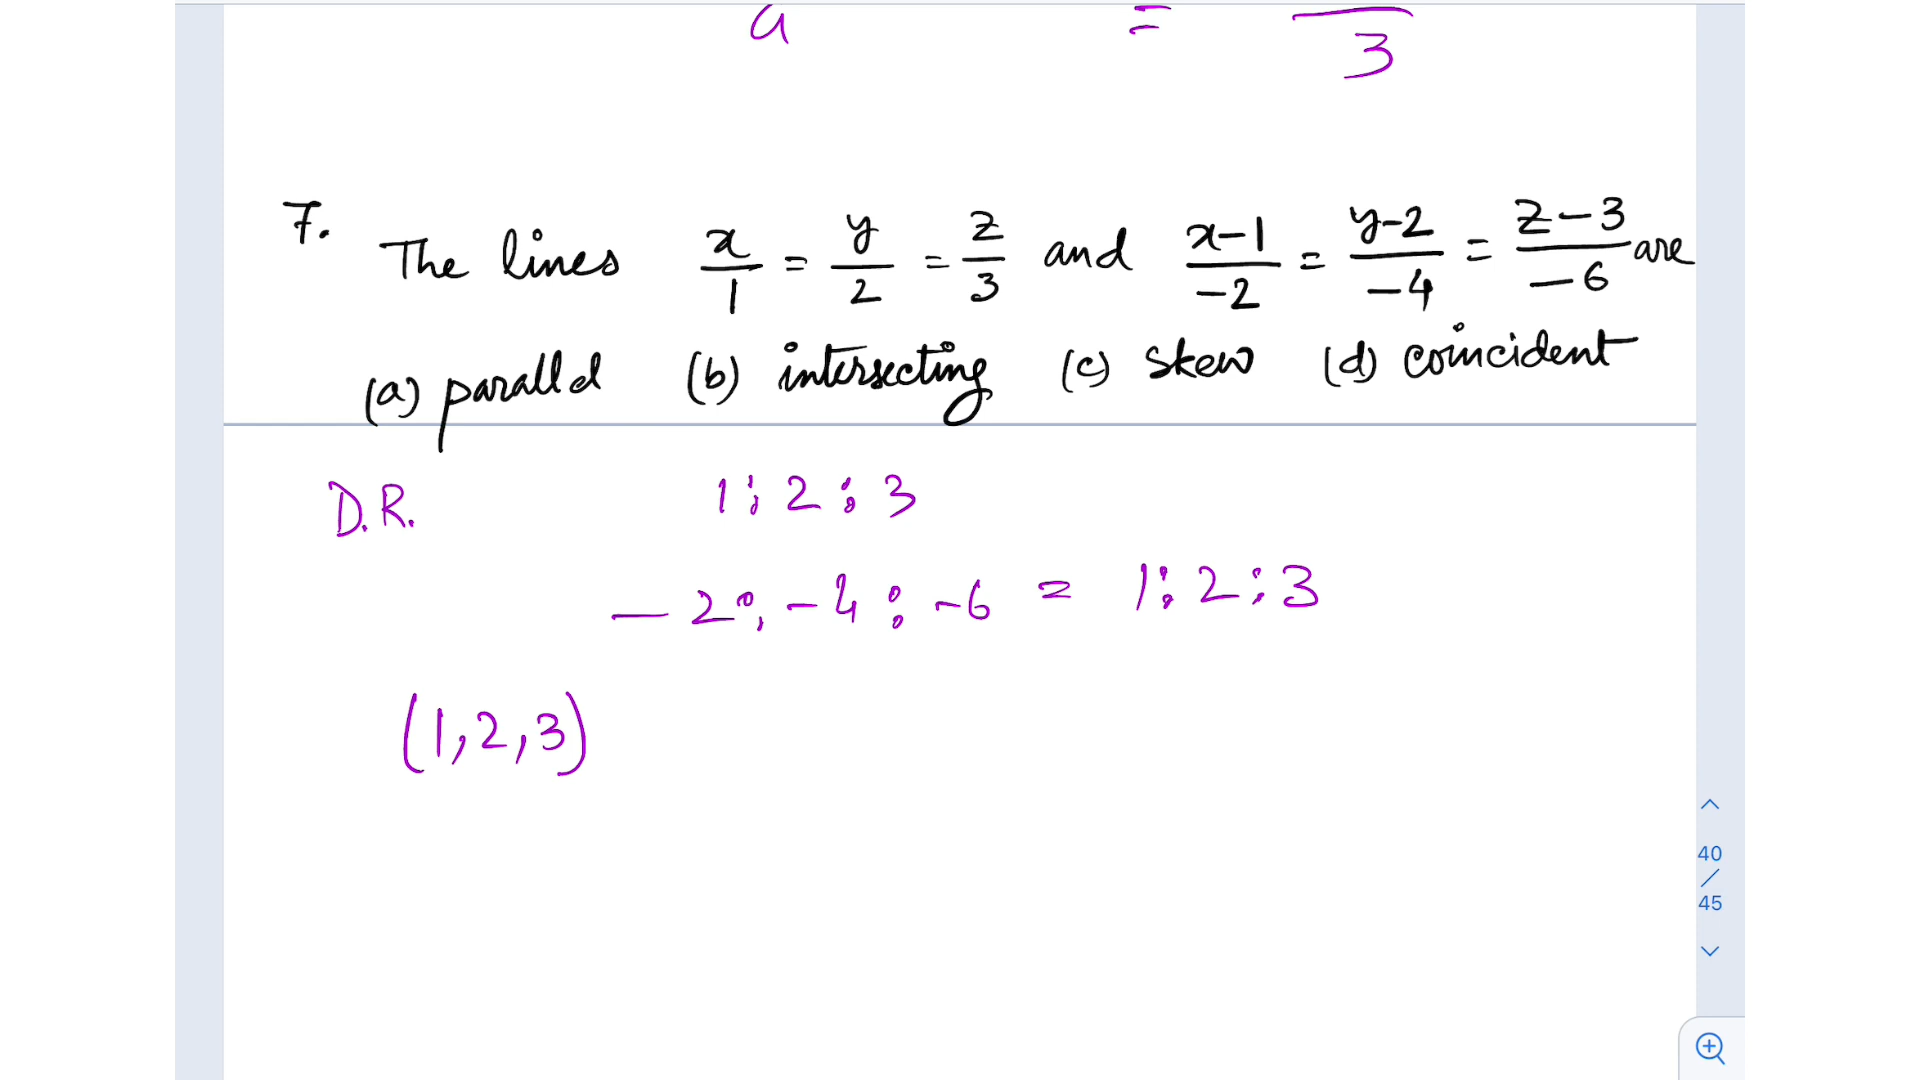 a = 3
7. The lines x/1 = y/2 = z/3 and x-1/-2 = y-2/-4 = z-3/-6 are
(a) parallel (b) intersecting (c) skew (d) coincident
D.R. 1:2:3
-2:-4:-6 = 1:2:3
(1,2,3)
40
/
45